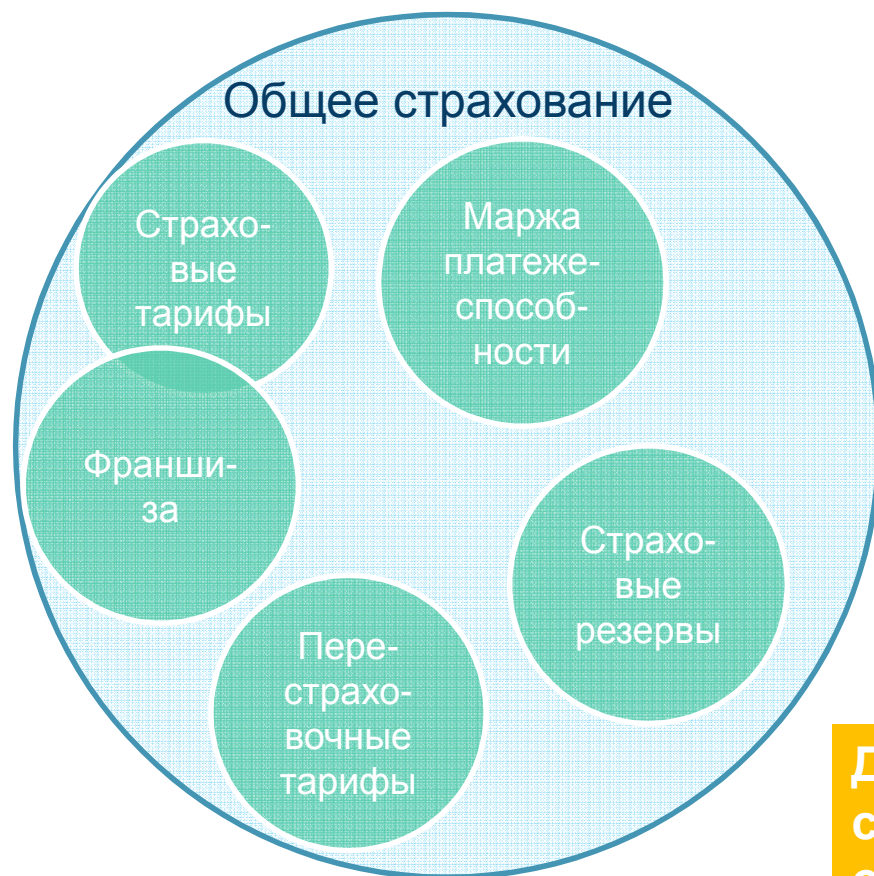 Общее страхование
Страхо-
вые
тарифы
Маржа
платеже-
способ-
ности
Франши-
за
Страхо-
вые
резервы
Пере-
страхо-
вочные
тарифы